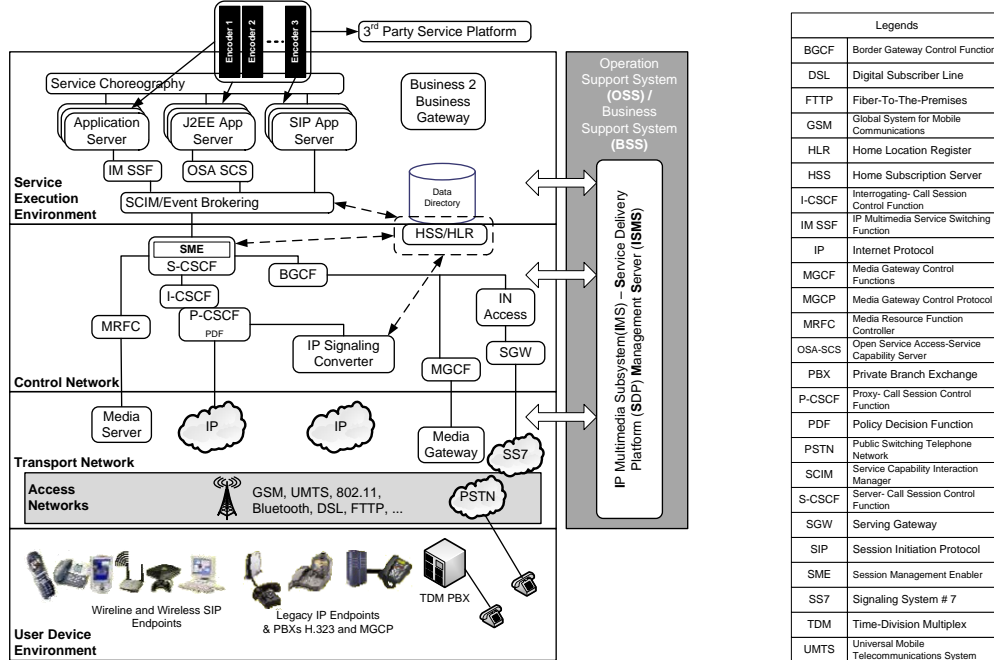 Encoder 1
Encoder 2
Encoder 3
3rd Party Service Platform
Service Choreography
Application
Server
J2EE App
Server
SIP App
Server
Business 2
Business
Gateway
IM SSF
OSA SCS
Service
Execution
Environment
SCIM/Event Brokering
Data
Directory
HSS/HLR
SME
S-CSCF
BGCF
I-CSCF
P-CSCF
PDF
MRFC
IP Signaling
Converter
IN
Access
SGW
MGCF
Control Network
Media
Server
IP
IP
Media
Gateway
SS7
Transport Network
Access
Networks
GSM, UMTS, 802.11,
Bluetooth, DSL, FTTP, ...
PSTN
TDM PBX
Wireline and Wireless SIP
Endpoints
Legacy IP Endpoints
& PBXs H.323 and MGCP
User Device
Environment
Operation
Support System
(OSS) /
Business
Support System
(BSS)
IP Multimedia Subsystem(IMS) – Service Delivery
Platform (SDP) Management Server (ISMS)
Legends
BGCF Border Gateway Control Function
DSL Digital Subscriber Line
FTTP Fiber-To-The-Premises
GSM Global System for Mobile
Communications
HLR Home Location Register
HSS Home Subscription Server
I-CSCF Interrogating- Call Session
Control Function
IM SSF IP Multimedia Service Switching
Function
IP Internet Protocol
MGCF Media Gateway Control
Functions
MGCP Media Gateway Control Protocol
MRFC Media Resource Function
Controller
OSA-SCS Open Service Access-Service
Capability Server
PBX Private Branch Exchange
P-CSCF Proxy- Call Session Control
Function
PDF Policy Decision Function
PSTN Public Switching Telephone
Network
SCIM Service Capability Interaction
Manager
S-CSCF Server- Call Session Control
Function
SGW Serving Gateway
SIP Session Initiation Protocol
SME Session Management Enabler
SS7 Signaling System # 7
TDM Time-Division Multiplex
UMTS Universal Mobile
Telecommunications System